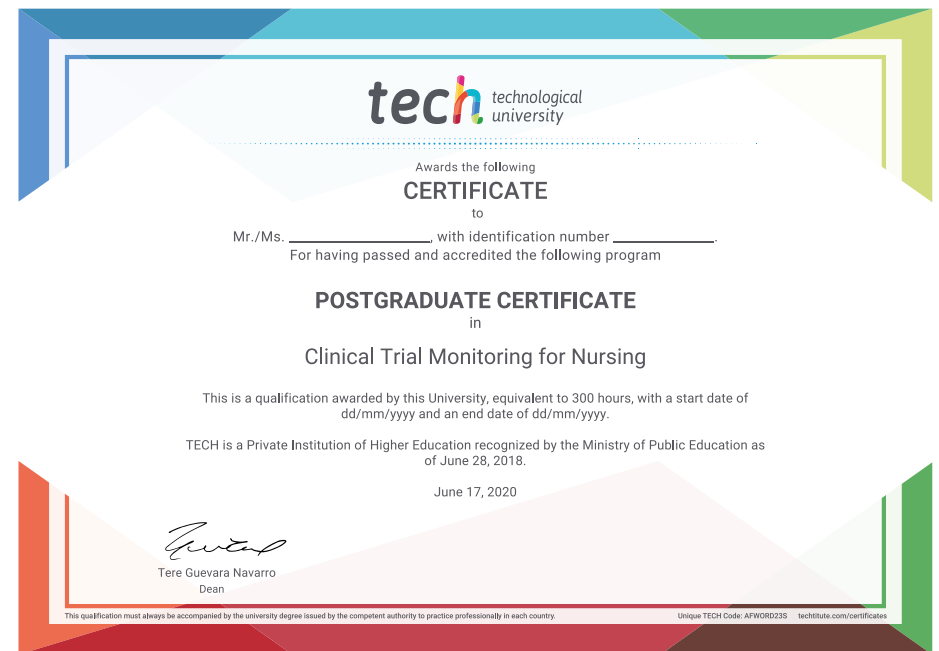 tech technological
university
Awards the following
CERTIFICATE
to
Mr./Ms. ____________________, with identification number ______________.
For having passed and accredited the following program
POSTGRADUATE CERTIFICATE
in
Clinical Trial Monitoring for Nursing
This is a qualification awarded by this University, equivalent to 300 hours, with a start date of
dd/mm/yyyy and an end date of dd/mm/yyyy.
TECH is a Private Institution of Higher Education recognized by the Ministry of Public Education as
of June 28, 2018.
June 17, 2020
Tere Guevara Navarro
Dean
This qualification must always be accompanied by the university degree issued by the competent authority to practice professionally in each country.
Unique TECH Code: AFWORD23S techtitute.com/certificates